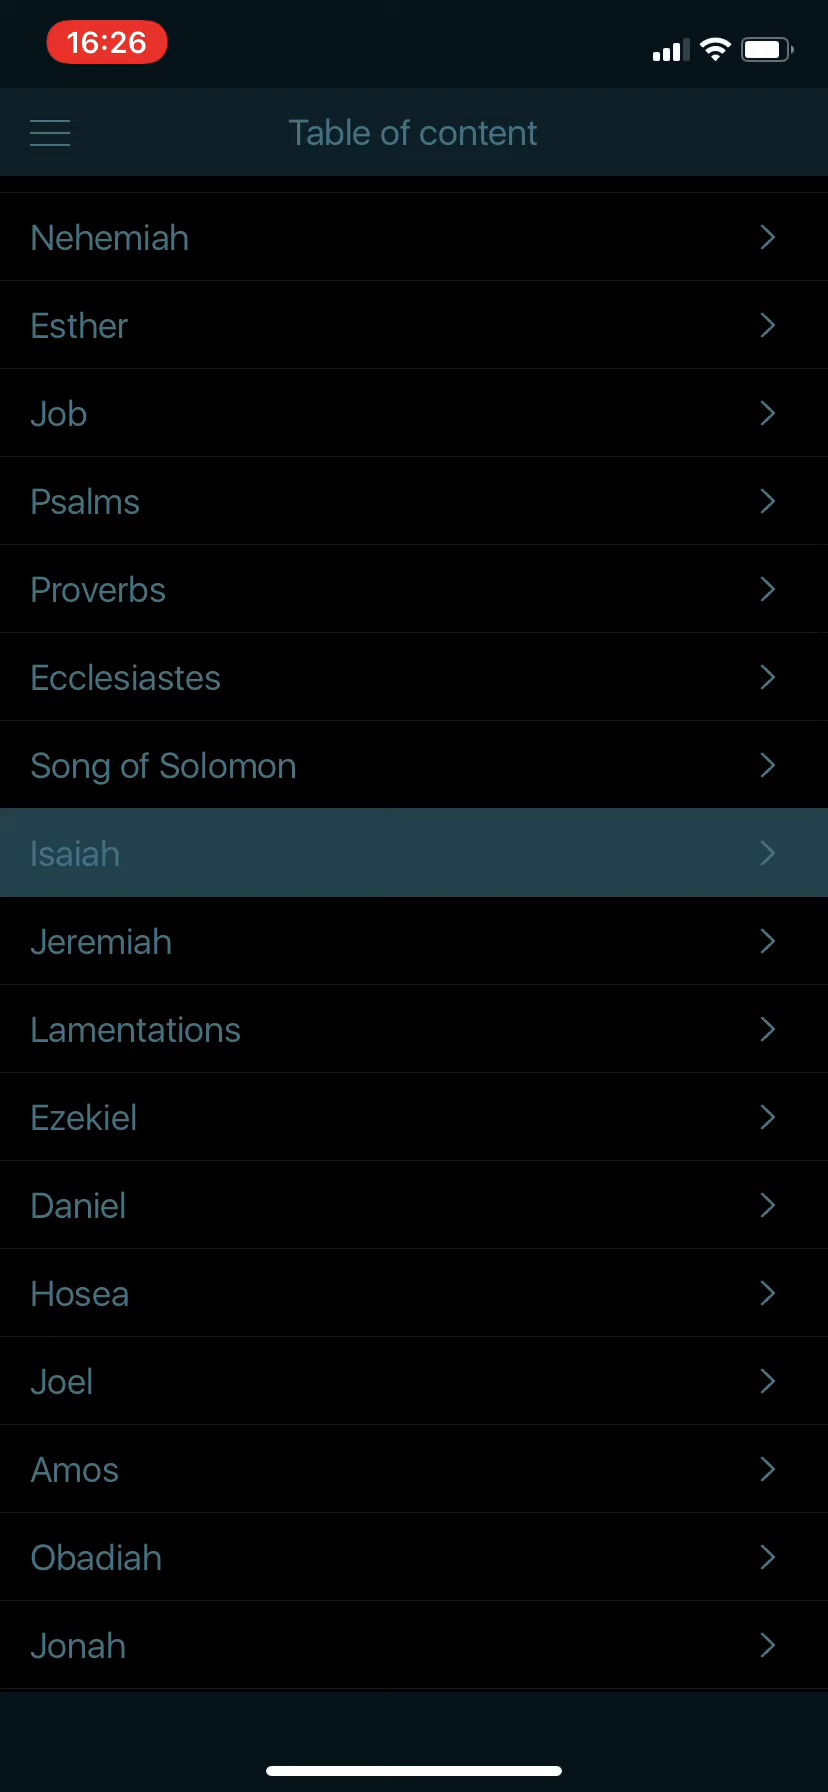 16:26
Table of content
Nehemiah
Esther
Job
Psalms
Proverbs
Ecclesiastes
Song of Solomon
Isaiah
Jeremiah
Lamentations
Ezekiel
Daniel
Hosea
Joel
Amos
Obadiah
Jonah